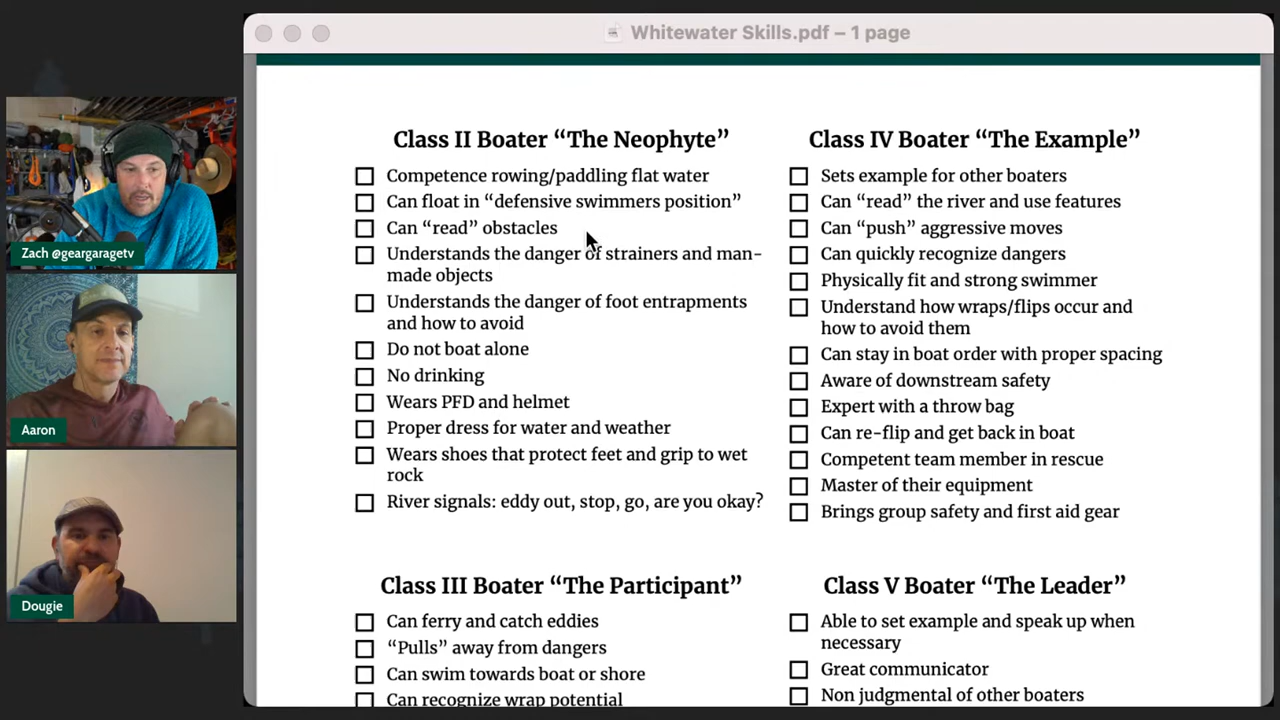 Whitewater Skills.pdf – 1 page
Zach @geargaragetv
Aaron
Dougie
Class II Boater “The Neophyte”
Competence rowing/paddling flat water
Can float in “defensive swimmers position”
Can “read” obstacles
Understands the danger of strainers and man-
made objects
Understands the danger of foot entrapments
and how to avoid
Do not boat alone
No drinking
Wears PFD and helmet
Proper dress for water and weather
Wears shoes that protect feet and grip to wet
rock
River signals: eddy out, stop, go, are you okay?
Class III Boater “The Participant”
Can ferry and catch eddies
“Pulls” away from dangers
Can swim towards boat or shore
Can recognize wrap potential
Class IV Boater “The Example”
Sets example for other boaters
Can “read” the river and use features
Can “push” aggressive moves
Can quickly recognize dangers
Physically fit and strong swimmer
Understand how wraps/flips occur and
how to avoid them
Can stay in boat order with proper spacing
Aware of downstream safety
Expert with a throw bag
Can re-flip and get back in boat
Competent team member in rescue
Master of their equipment
Brings group safety and first aid gear
Class V Boater “The Leader”
Able to set example and speak up when
necessary
Great communicator
Non judgmental of other boaters